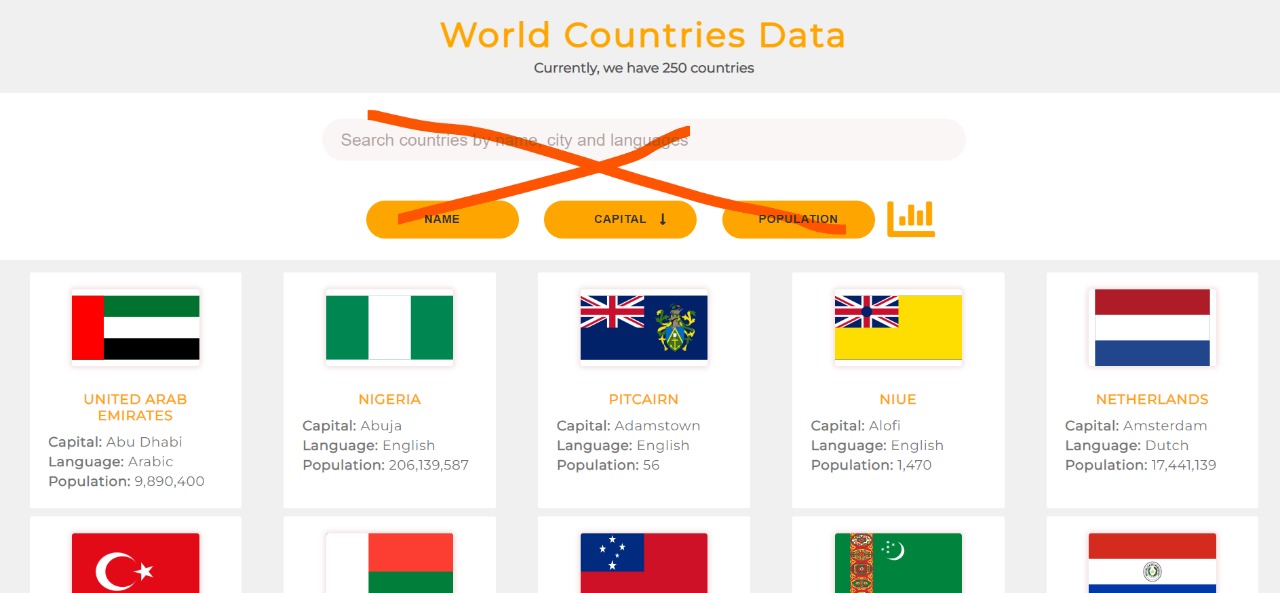 World Countries Data
Currently, we have 250 countries
Search countries by name, city and languages
NAME
CAPITAL ↓
POPULATION
UNITED ARAB
EMIRATES
Capital: Abu Dhabi
Language: Arabic
Population: 9,890,400
NIGERIA
Capital: Abuja
Language: English
Population: 206,139,587
PITCAIRN
Capital: Adamstown
Language: English
Population: 56
NIUE
Capital: Alofi
Language: English
Population: 1,470
NETHERLANDS
Capital: Amsterdam
Language: Dutch
Population: 17,441,139